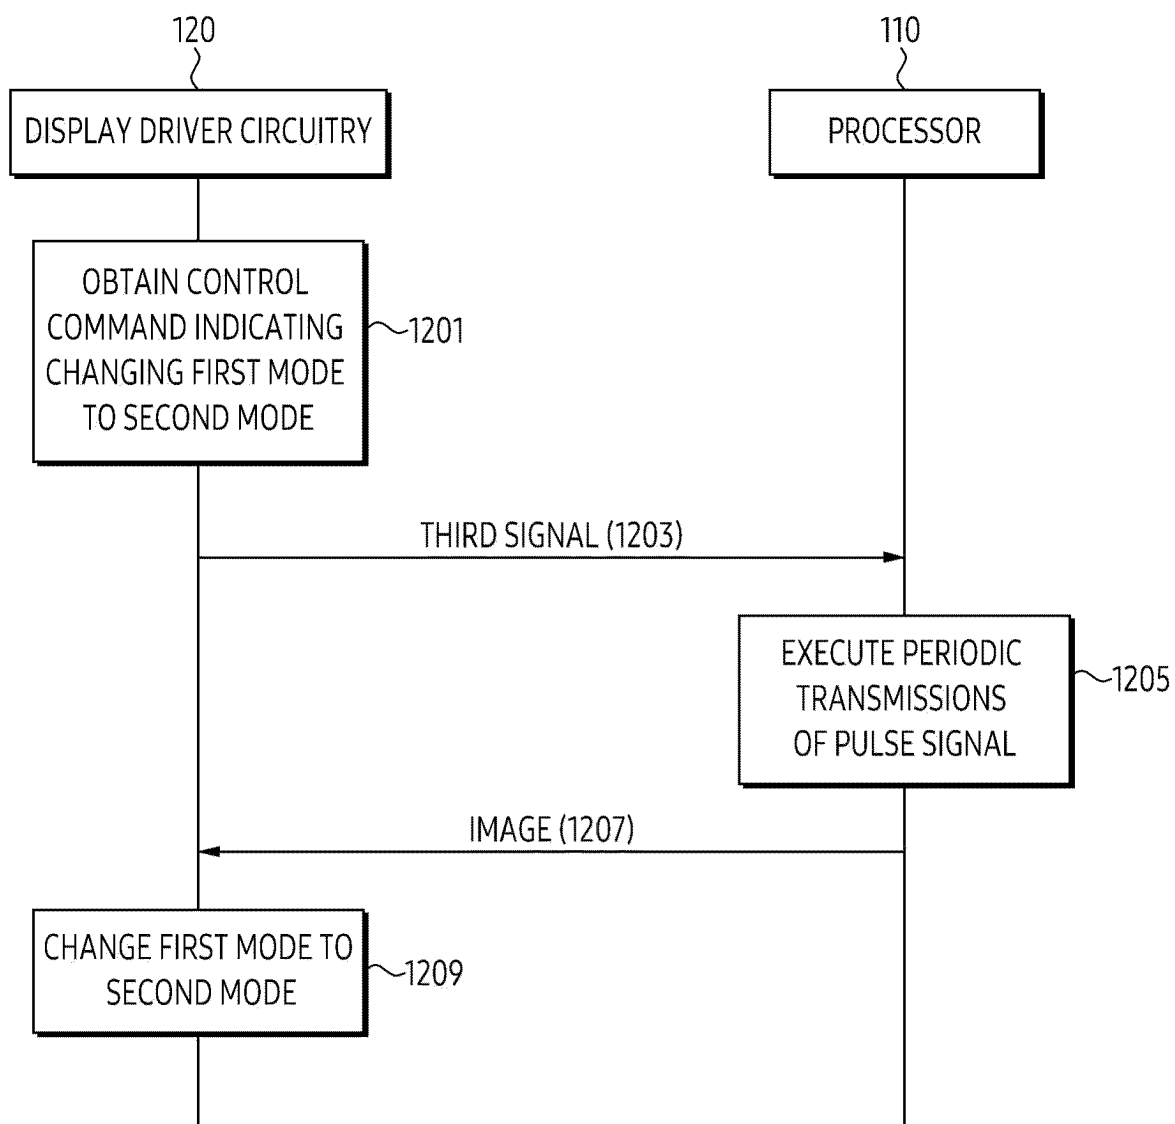 120
110
DISPLAY DRIVER CIRCUITRY
PROCESSOR
OBTAIN CONTROL
COMMAND INDICATING
CHANGING FIRST MODE
TO SECOND MODE
1201
THIRD SIGNAL (1203)
EXECUTE PERIODIC
TRANSMISSIONS
OF PULSE SIGNAL
1205
IMAGE (1207)
CHANGE FIRST MODE TO
SECOND MODE
1209